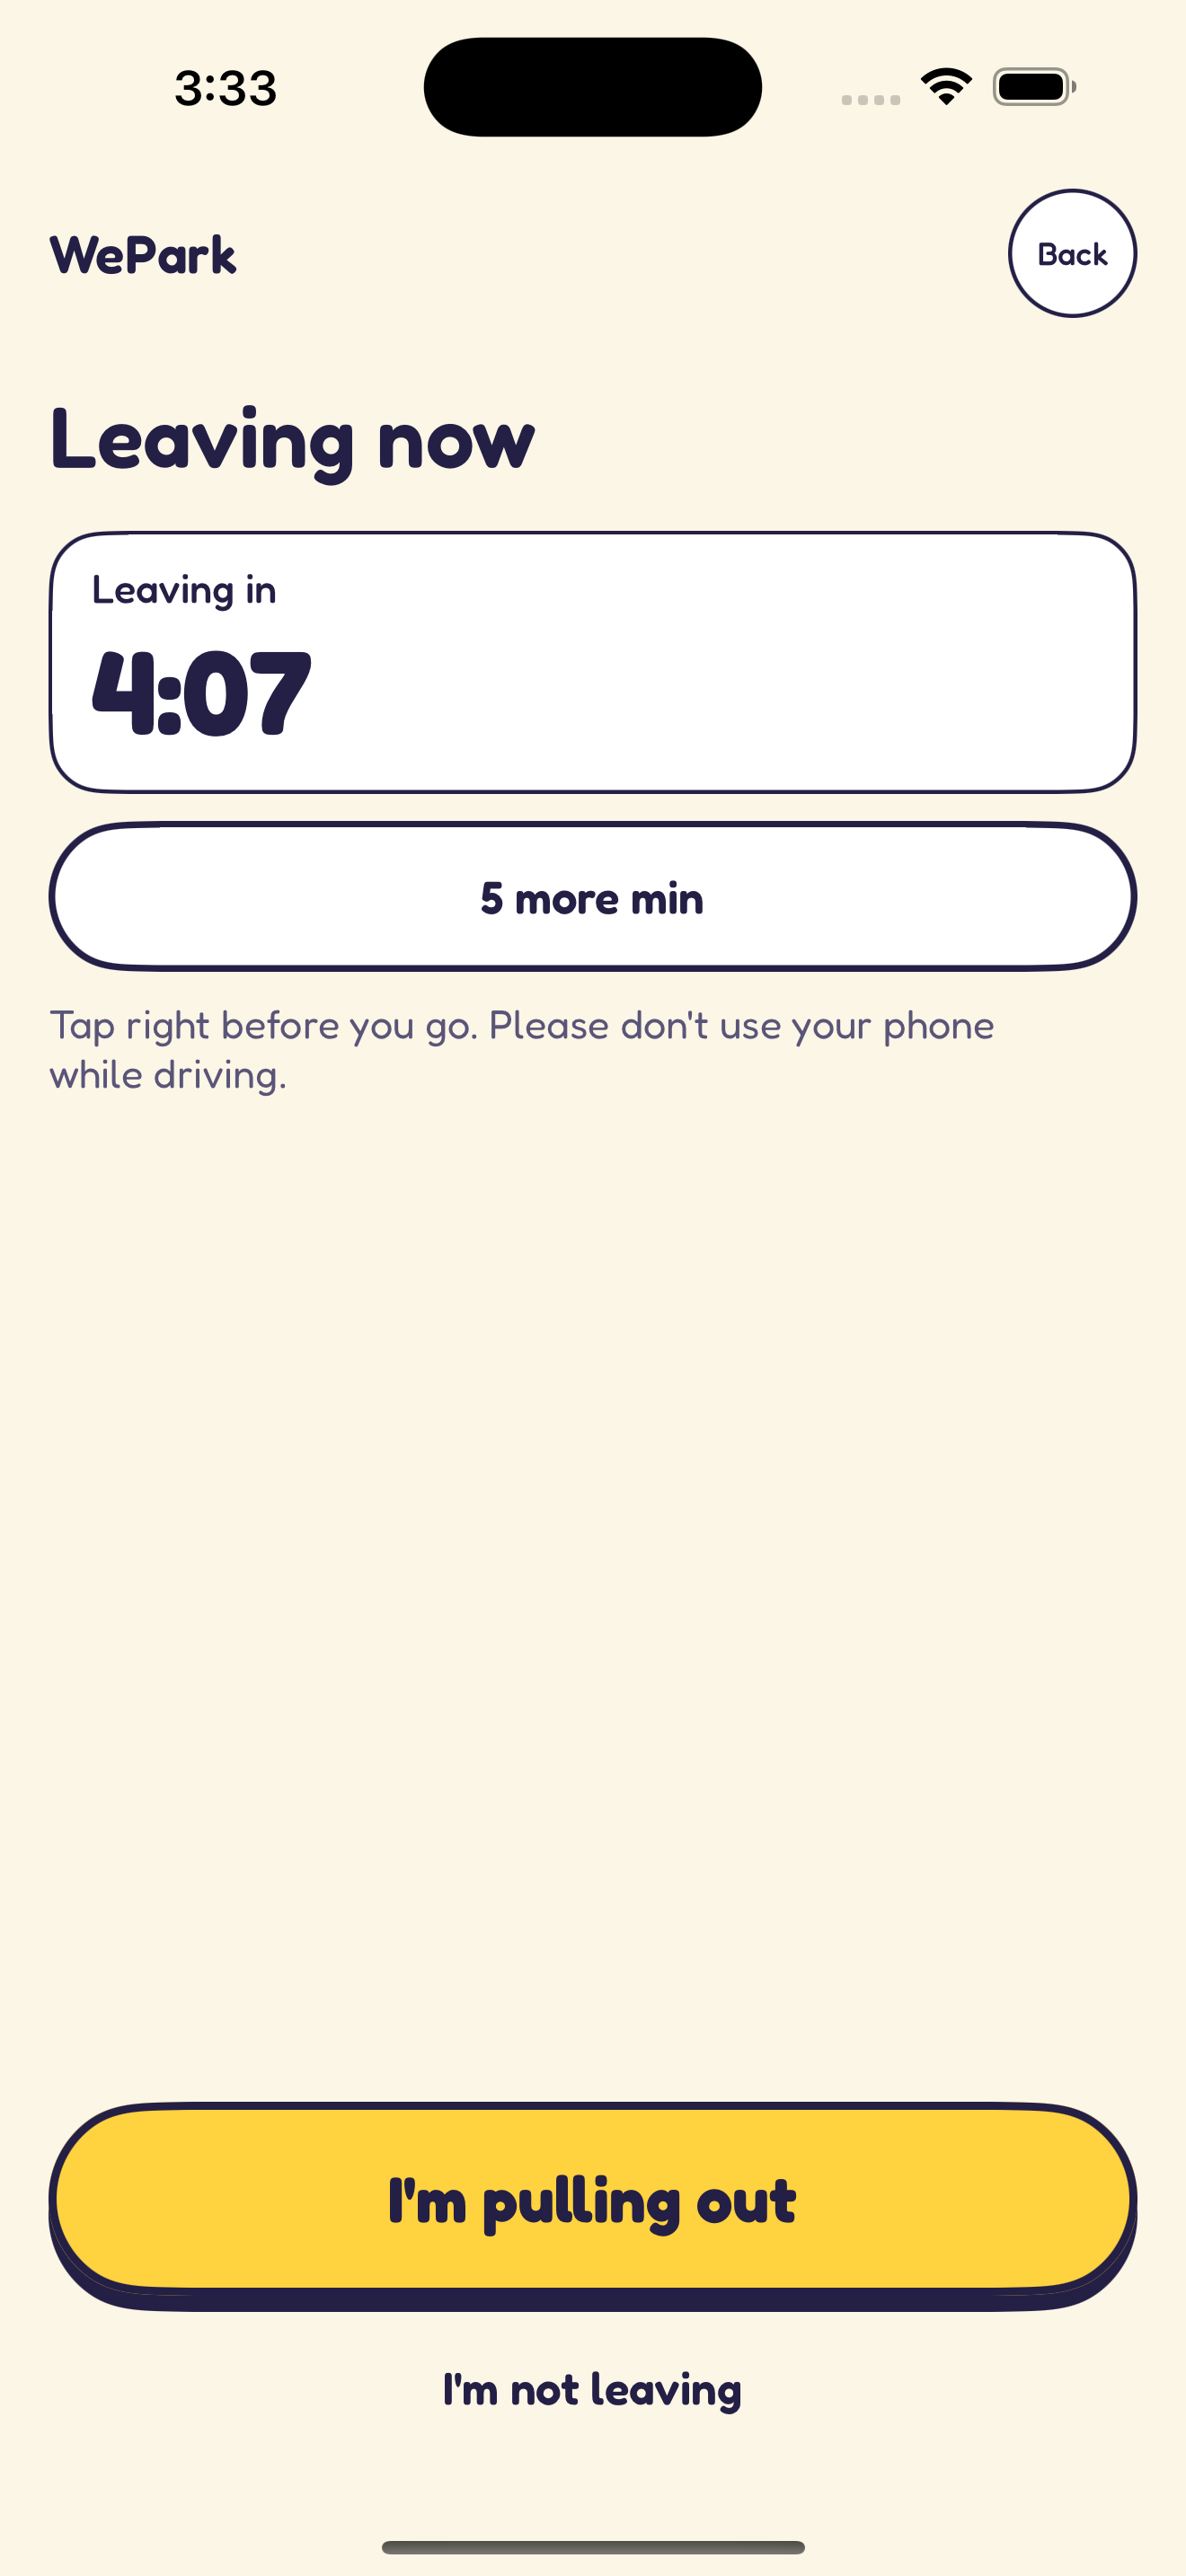 3:33
WePark
Back
Leaving now
Leaving in
4:07
5 more min
Tap right before you go. Please don't use your phone
while driving.
I'm pulling out
I'm not leaving